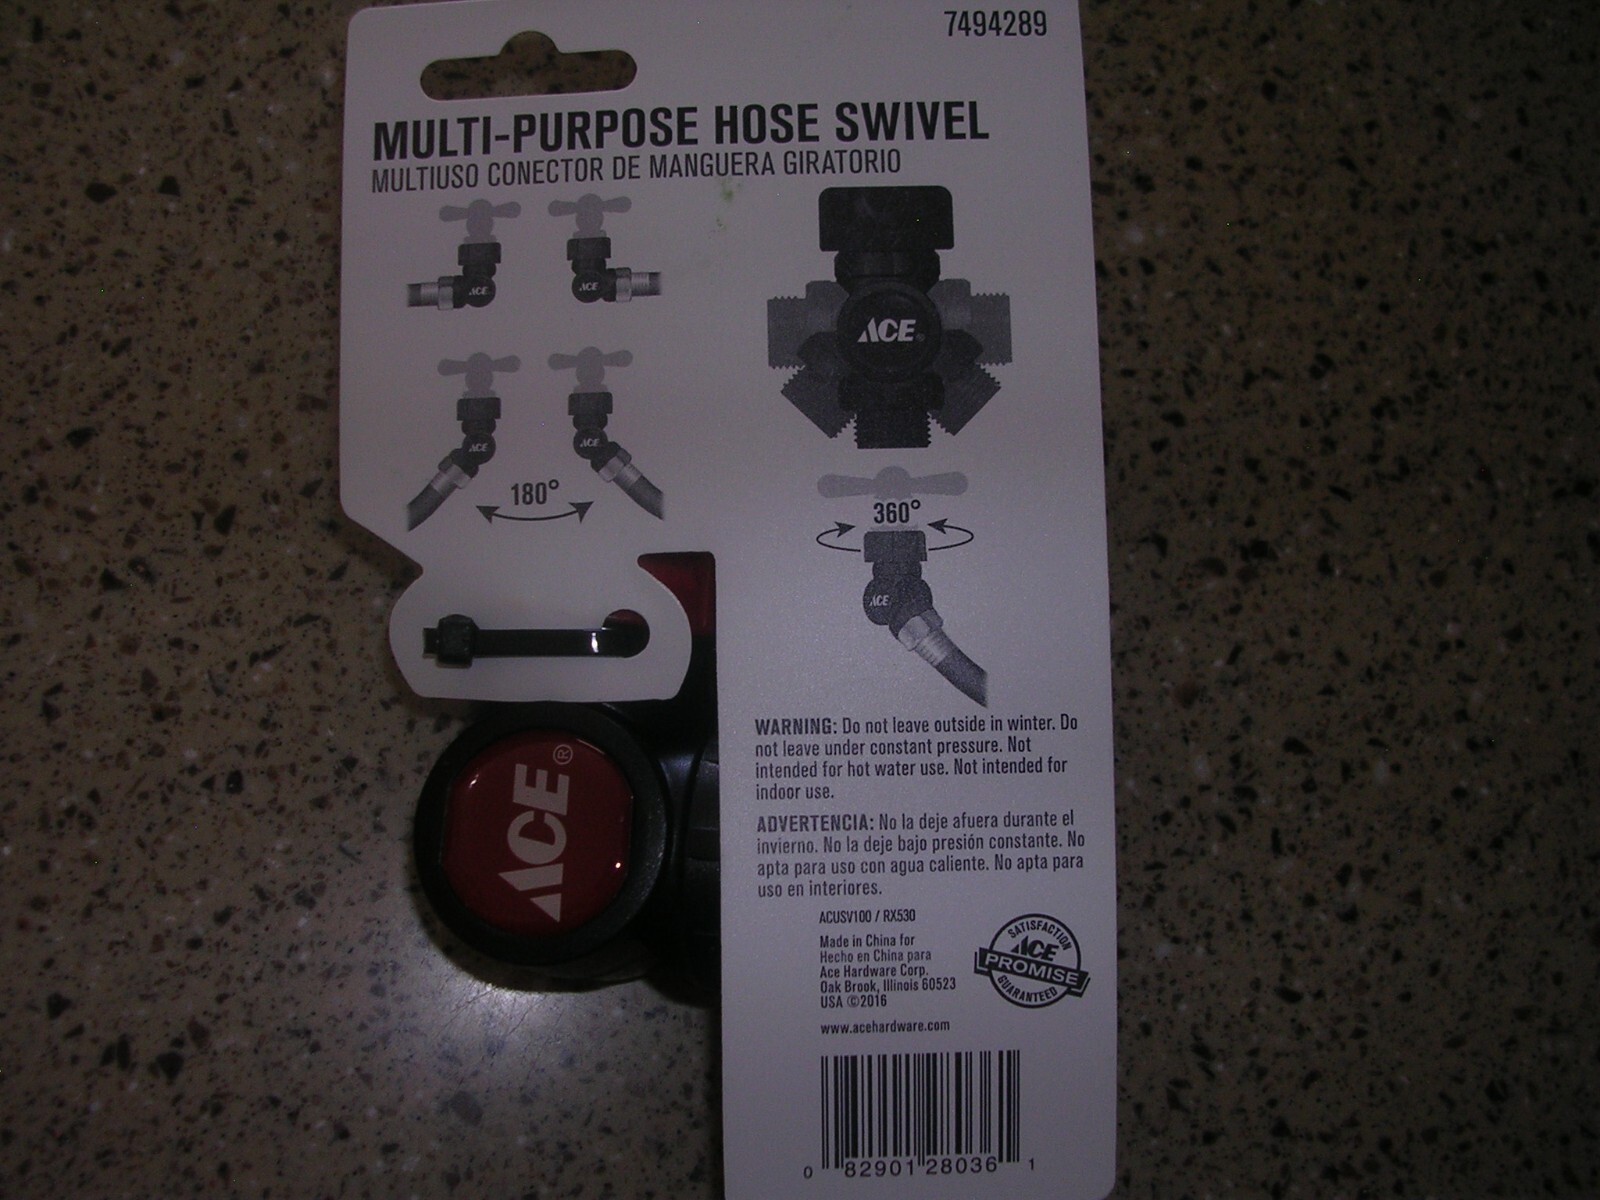 7494289
MULTI-PURPOSE HOSE SWIVEL
MULTIUSO CONECTOR DE MANGUERA GIRATORIO
ACE
ACE
ACE®
ACE
ACE
180°
360°
ACE
WARNING: Do not leave outside in winter. Do
not leave under constant pressure. Not
intended for hot water use. Not intended for
indoor use.
ADVERTENCIA: No la deje afuera durante el
invierno. No la deje bajo presión constante. No
apta para uso con agua caliente. No apta para
uso en interiores.
ACE®
ACUSV100 / RX530
Made in China for
Hecho en China para
Ace Hardware Corp.
Oak Brook, Illinois 60523
USA ©2016
www.acehardware.com
SATISFACTION
ACE
PROMISE
GUARANTEED
0 82901 28036 1